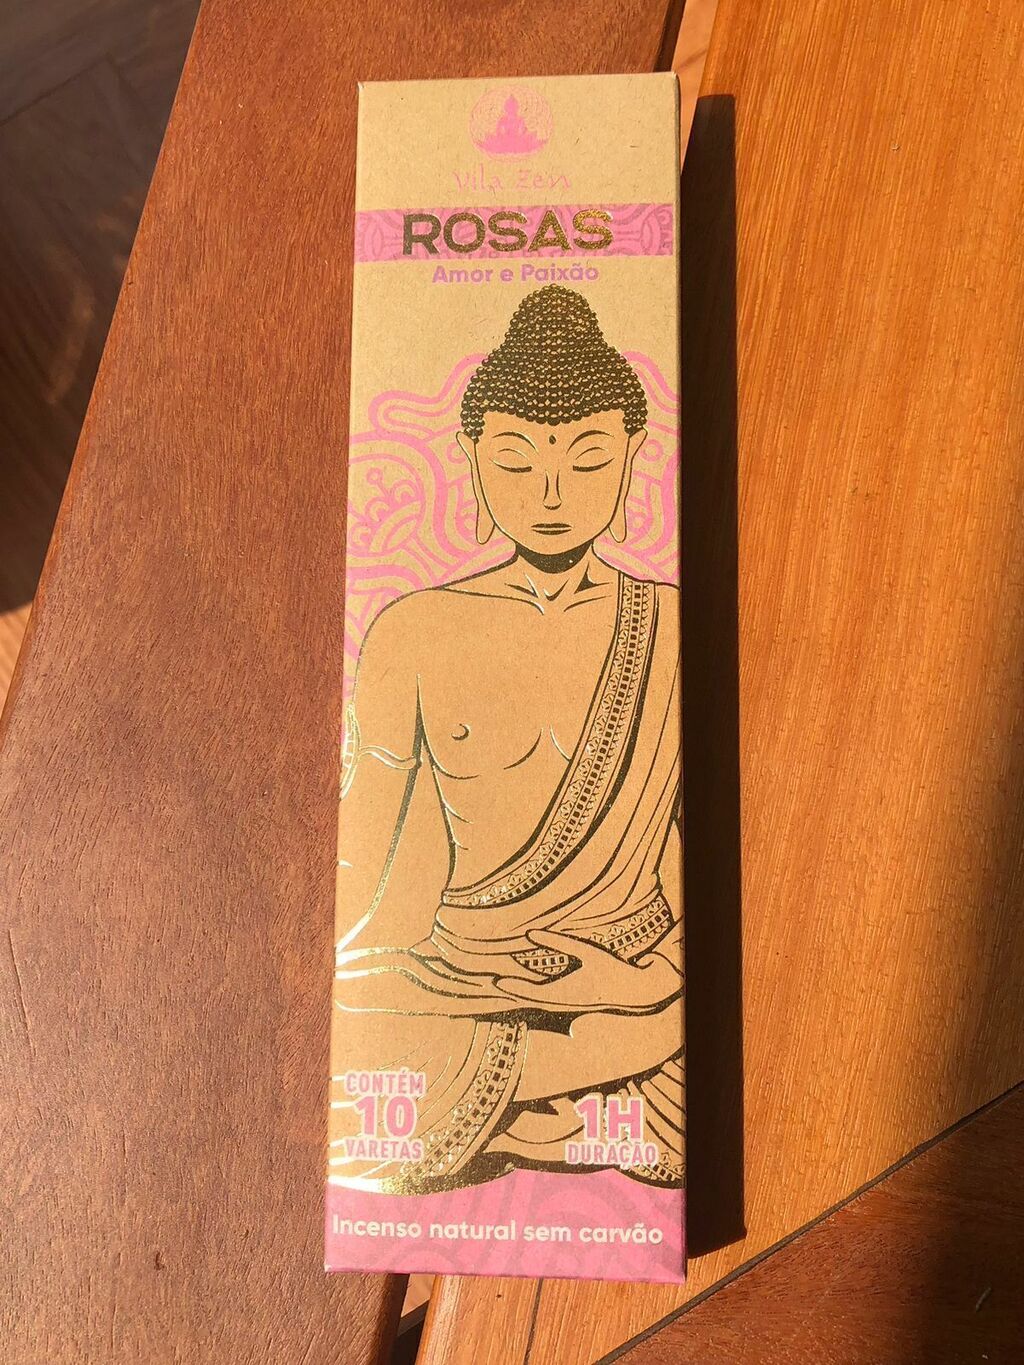 Vila Zen
ROSAS
Amor e Paixão
CONTÉM
10
VARETAS
1H
DURAÇÃO
Incenso natural sem carvão